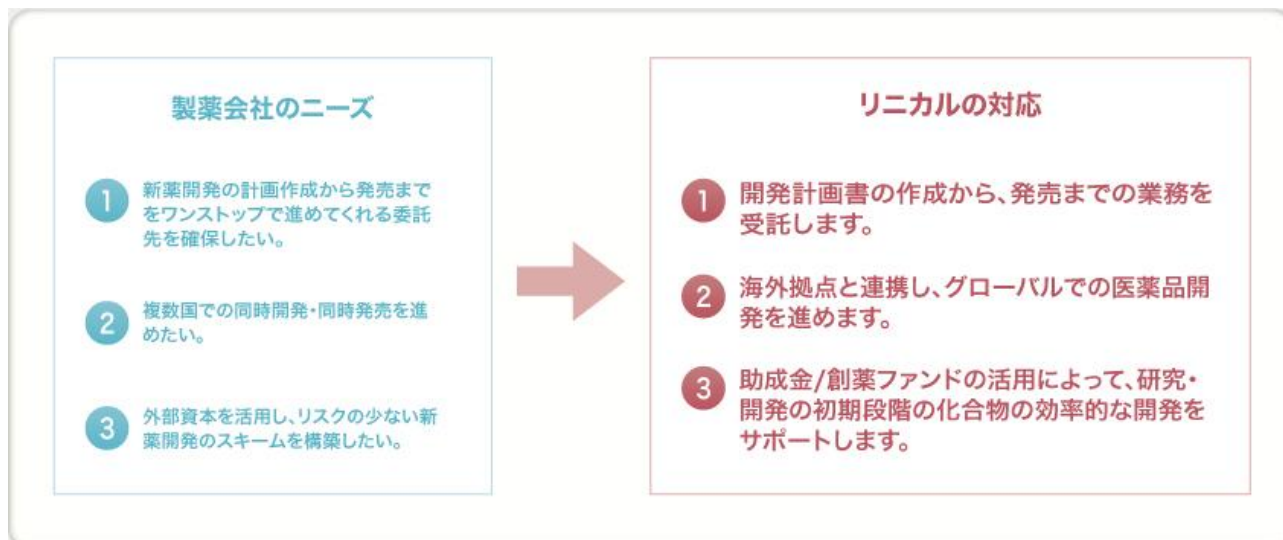 製薬会社のニーズ
1 新薬開発の計画作成から発売まで
をワンストップで進めてくれる委託
先を確保したい。
2 複数国での同時開発・同時発売を進
めたい。
3 外部資本を活用し、リスクの少ない新
薬開発のスキームを構築したい。
リニカルの対応
1 開発計画書の作成から、発売までの業務を
受託します。
2 海外拠点と連携し、グローバルでの医薬品開
発を進めます。
3 助成金/創薬ファンドの活用によって、研究・
開発の初期段階の化合物の効率的な開発を
サポートします。